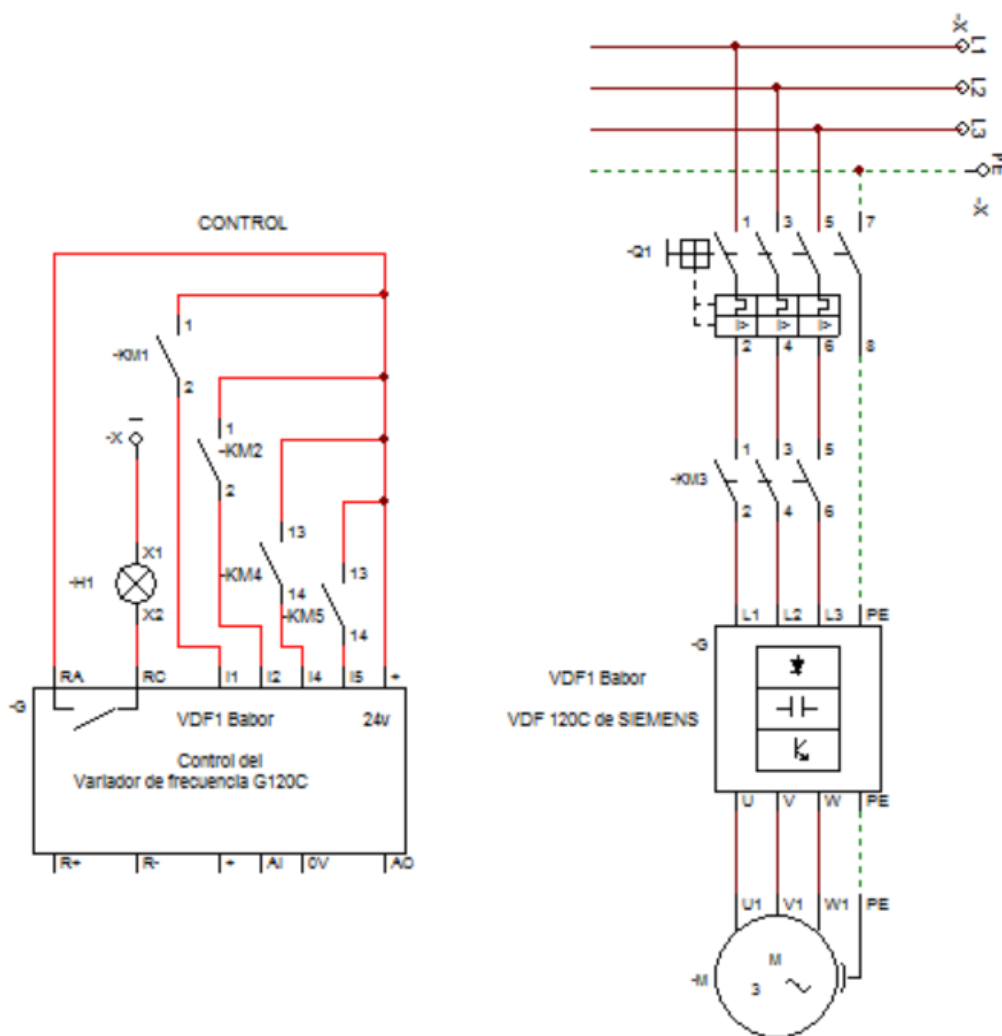 CONTROL
-KM1
1
2
-X
-KM2
1
2
-H1
X1
X2
-KM4
13
14
-KM5
13
14
RA
RC
I1
I2
I4
I5
+
-G
VDF1 Babor
24v
Control del
Variador de frecuencia G120C
R+
R-
+
AI
0V
AO
-X
L1
L2
L3
PE
-X
-Q1
1
3
5
7
I>
I>
I>
2
4
6
8
-KM3
1
3
5
2
4
6
L1
L2
L3
PE
-G
VDF1 Babor
VDF 120C de SIEMENS
U
V
W
PE
U1
V1
W1
PE
-M
M
3